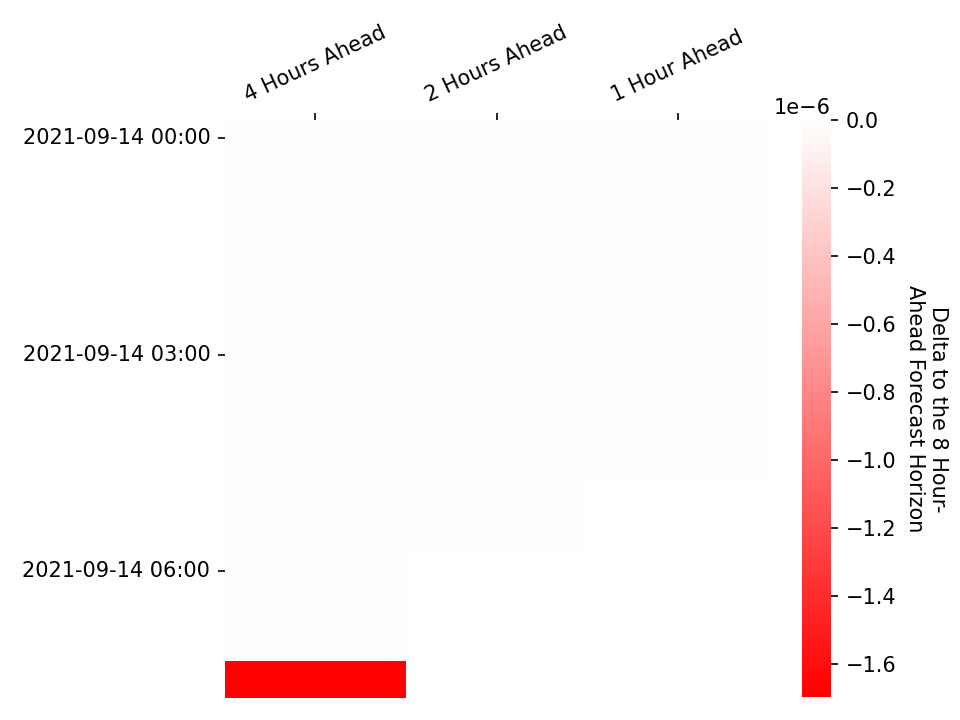 4 Hours Ahead
2 Hours Ahead
1 Hour Ahead
2021-09-14 00:00
2021-09-14 03:00
2021-09-14 06:00
1e−6
0.0
−0.2
−0.4
−0.6
−0.8
−1.0
−1.2
−1.4
−1.6
Delta to the 8 Hour-
Ahead Forecast Horizon